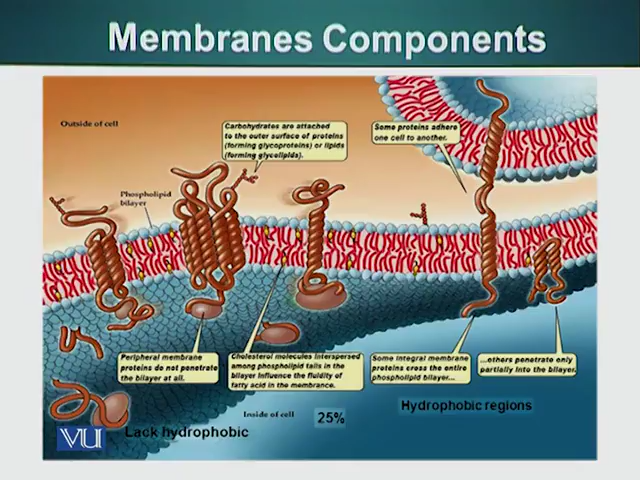 Membranes Components
Outside of cell
Carbohydrates are attached
to the outer surface of proteins
(forming glycoproteins) or lipids
(forming glycolipids).
Some proteins adhere
one cell to another.
Phospholipid
bilayer
Peripheral membrane
proteins do not penetrate
the bilayer at all.
Cholesterol molecules interspersed
among phospholipid tails in the
bilayer influence the fluidity of
fatty acid in the membrance.
Some integral membrane
proteins cross the entire
phospholipid bilayer...
...others penetrate only
partially into the bilayer.
Inside of cell
25%
Hydrophobic regions
VU
Lack hydrophobic